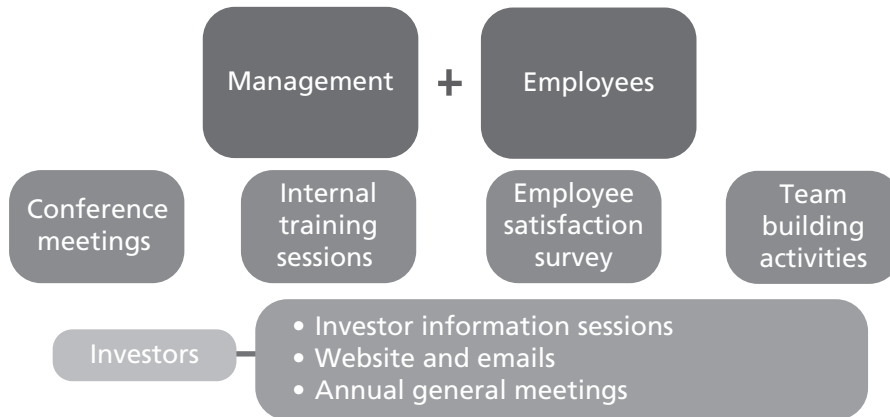 Management + Employees
Conference
meetings
Internal
training
sessions
Employee
satisfaction
survey
Team
building
activities
Investors
• Investor information sessions
• Website and emails
• Annual general meetings